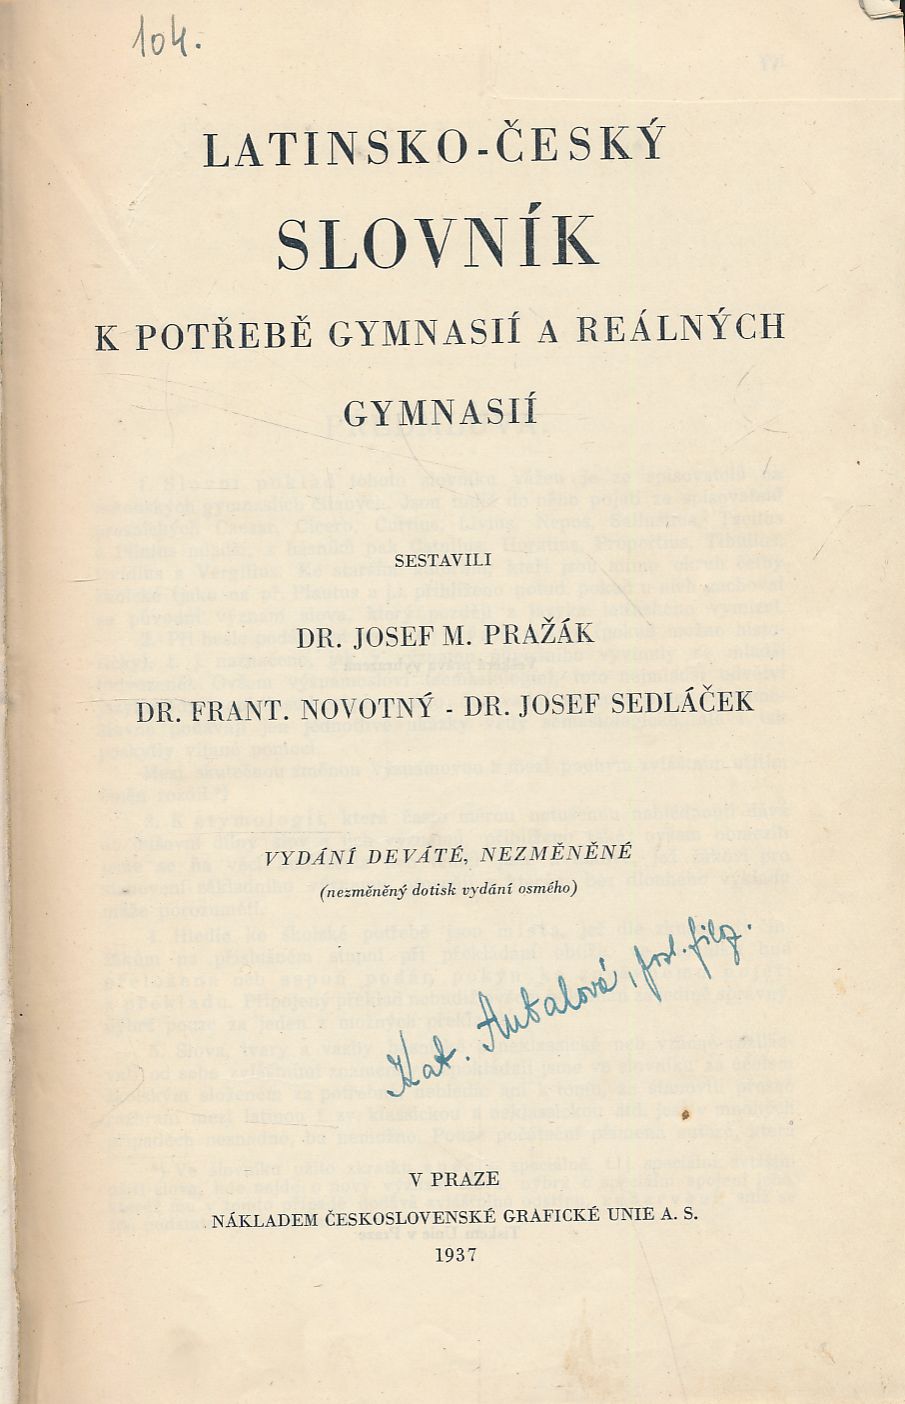 104.
LATINSKO-ČESKÝ
SLOVNÍK
K POTŘEBĚ GYMNASIÍ A REÁLNÝCH
GYMNASIÍ
SESTAVILI
DR. JOSEF M. PRAŽÁK
DR. FRANT. NOVOTNÝ - DR. JOSEF SEDLÁČEK
VYDÁNÍ DEVÁTÉ, NEZMĚNĚNÉ
(nezměněný dotisk vydání osmého)
Kat.
V PRAZE
NÁKLADEM ČESKOSLOVENSKÉ GRAFICKÉ UNIE A. S.
1937